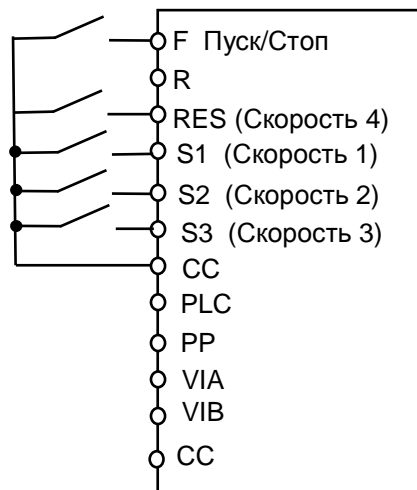 F Пуск/Стоп
R
RES (Скорость 4)
S1 (Скорость 1)
S2 (Скорость 2)
S3 (Скорость 3)
CC
PLC
PP
VIA
VIB
CC